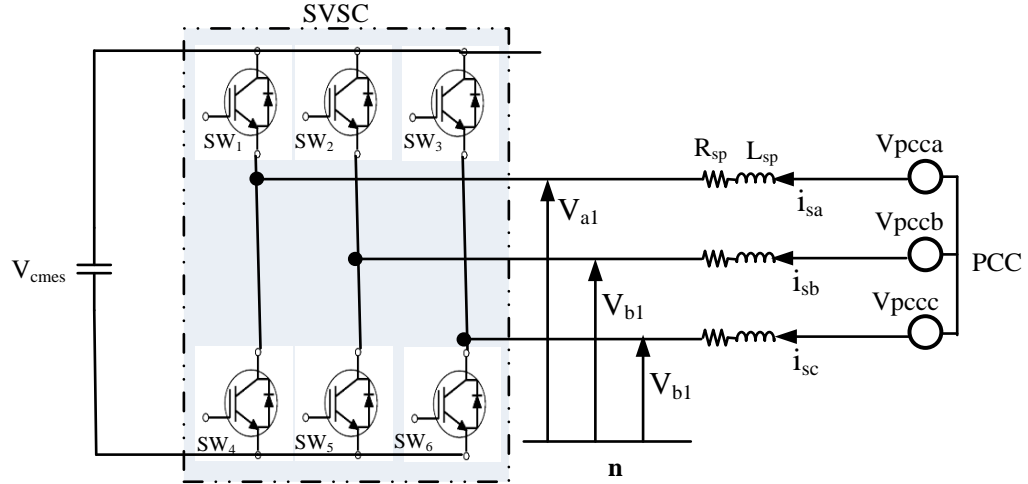 SVSC
SW1 SW2 SW3
Rsp Lsp Vpcca
isa
Va1
Vpccb
Vcmes
PCC
isb
Vb1
Vpccc
isc
Vb1
SW4 SW5 SW6
n